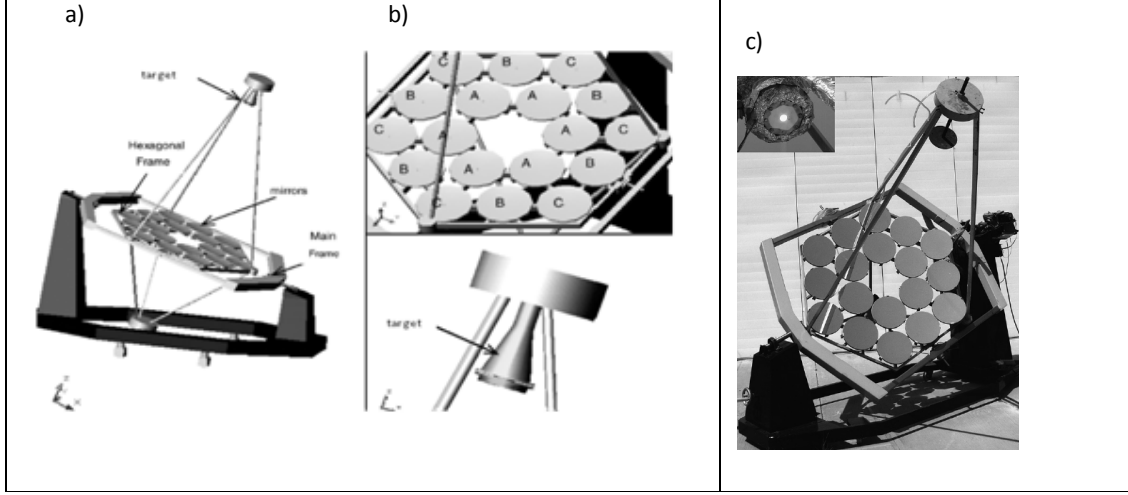 a)
target
Hexagonal
Frame
mirrors
Main
Frame
Z
X
b)
C B C
B A A B
C A A C
B A A B
C B C
target
c)